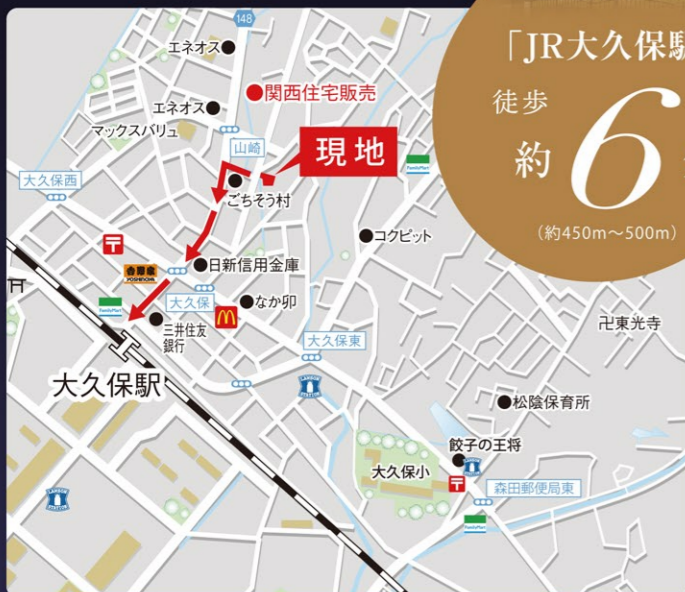 148
エネオス
関西住宅販売
エネオス
マックスバリュ
山崎
現地
FamilyMart
大久保西
ごちそう村
コクピット
日新信用金庫
吉野家
YOSHINOYA
大久保
なか卯
FamilyMart
三井住友
銀行
大久保東
卍東光寺
大久保駅
松陰保育所
餃子の王将
大久保小
森田郵便局東
FamilyMart
「JR大久保駅
徒歩
約6
(約450m～500m)